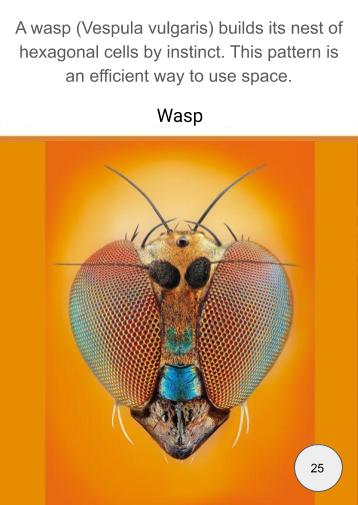 A wasp (Vespula vulgaris) builds its nest of
hexagonal cells by instinct. This pattern is
an efficient way to use space.
Wasp
25